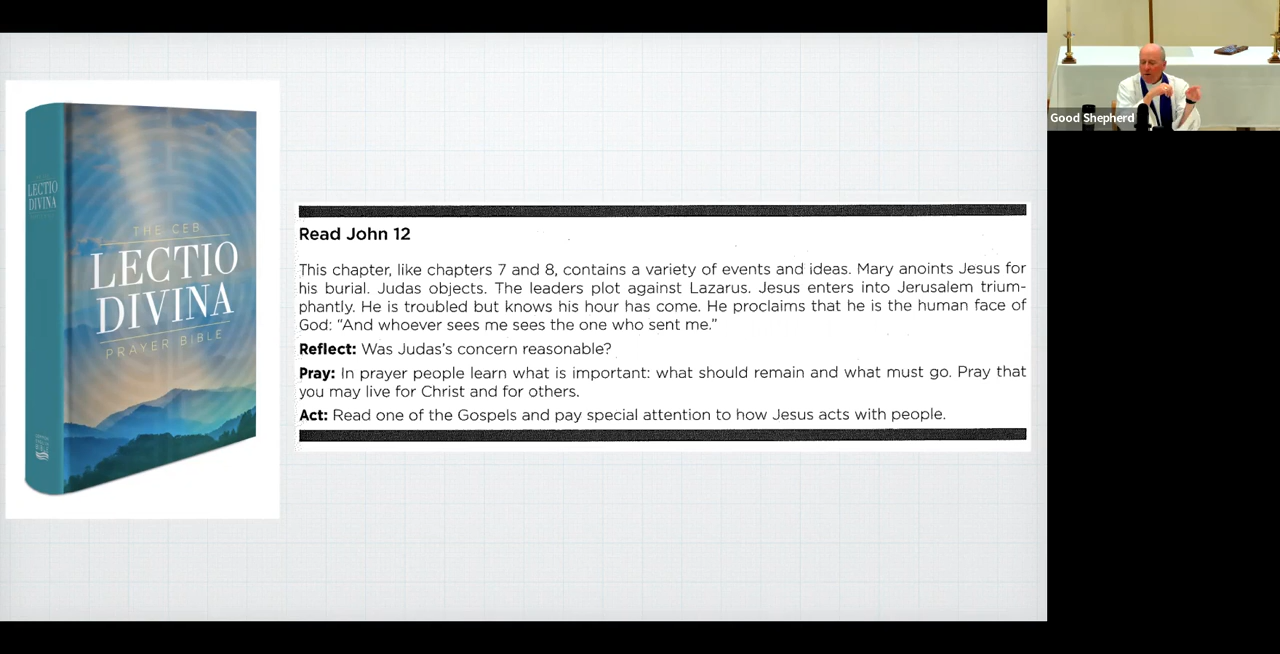 THE CEB
LECTIO
DIVINA
PRAYER BIBLE
LECTIO
DIVINA
Read John 12
This chapter, like chapters 7 and 8, contains a variety of events and ideas. Mary anoints Jesus for
his burial. Judas objects. The leaders plot against Lazarus. Jesus enters into Jerusalem trium-
phantly. He is troubled but knows his hour has come. He proclaims that he is the human face of
God: “And whoever sees me sees the one who sent me.”
Reflect: Was Judas’s concern reasonable?
Pray: In prayer people learn what is important: what should remain and what must go. Pray that
you may live for Christ and for others.
Act: Read one of the Gospels and pay special attention to how Jesus acts with people.
Good Shepherd